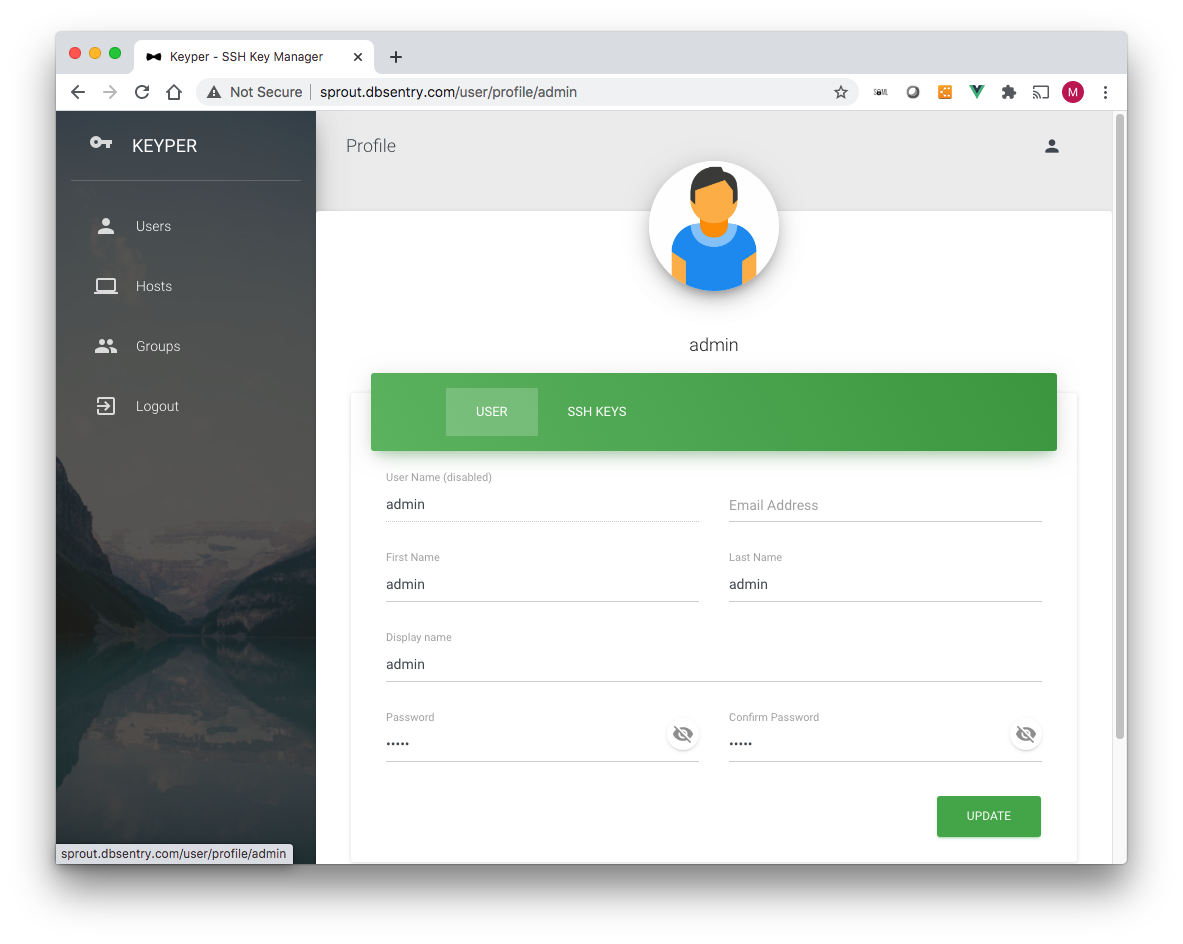 Keyper - SSH Key Manager
Not Secure
sprout.dbsentry.com/user/profile/admin
M
KEYPER
Profile
Users
Hosts
Groups
Logout
admin
USER
SSH KEYS
User Name (disabled)
admin
Email Address
First Name
admin
Last Name
admin
Display name
admin
Password
•••••
Confirm Password
•••••
UPDATE
sprout.dbsentry.com/user/profile/admin